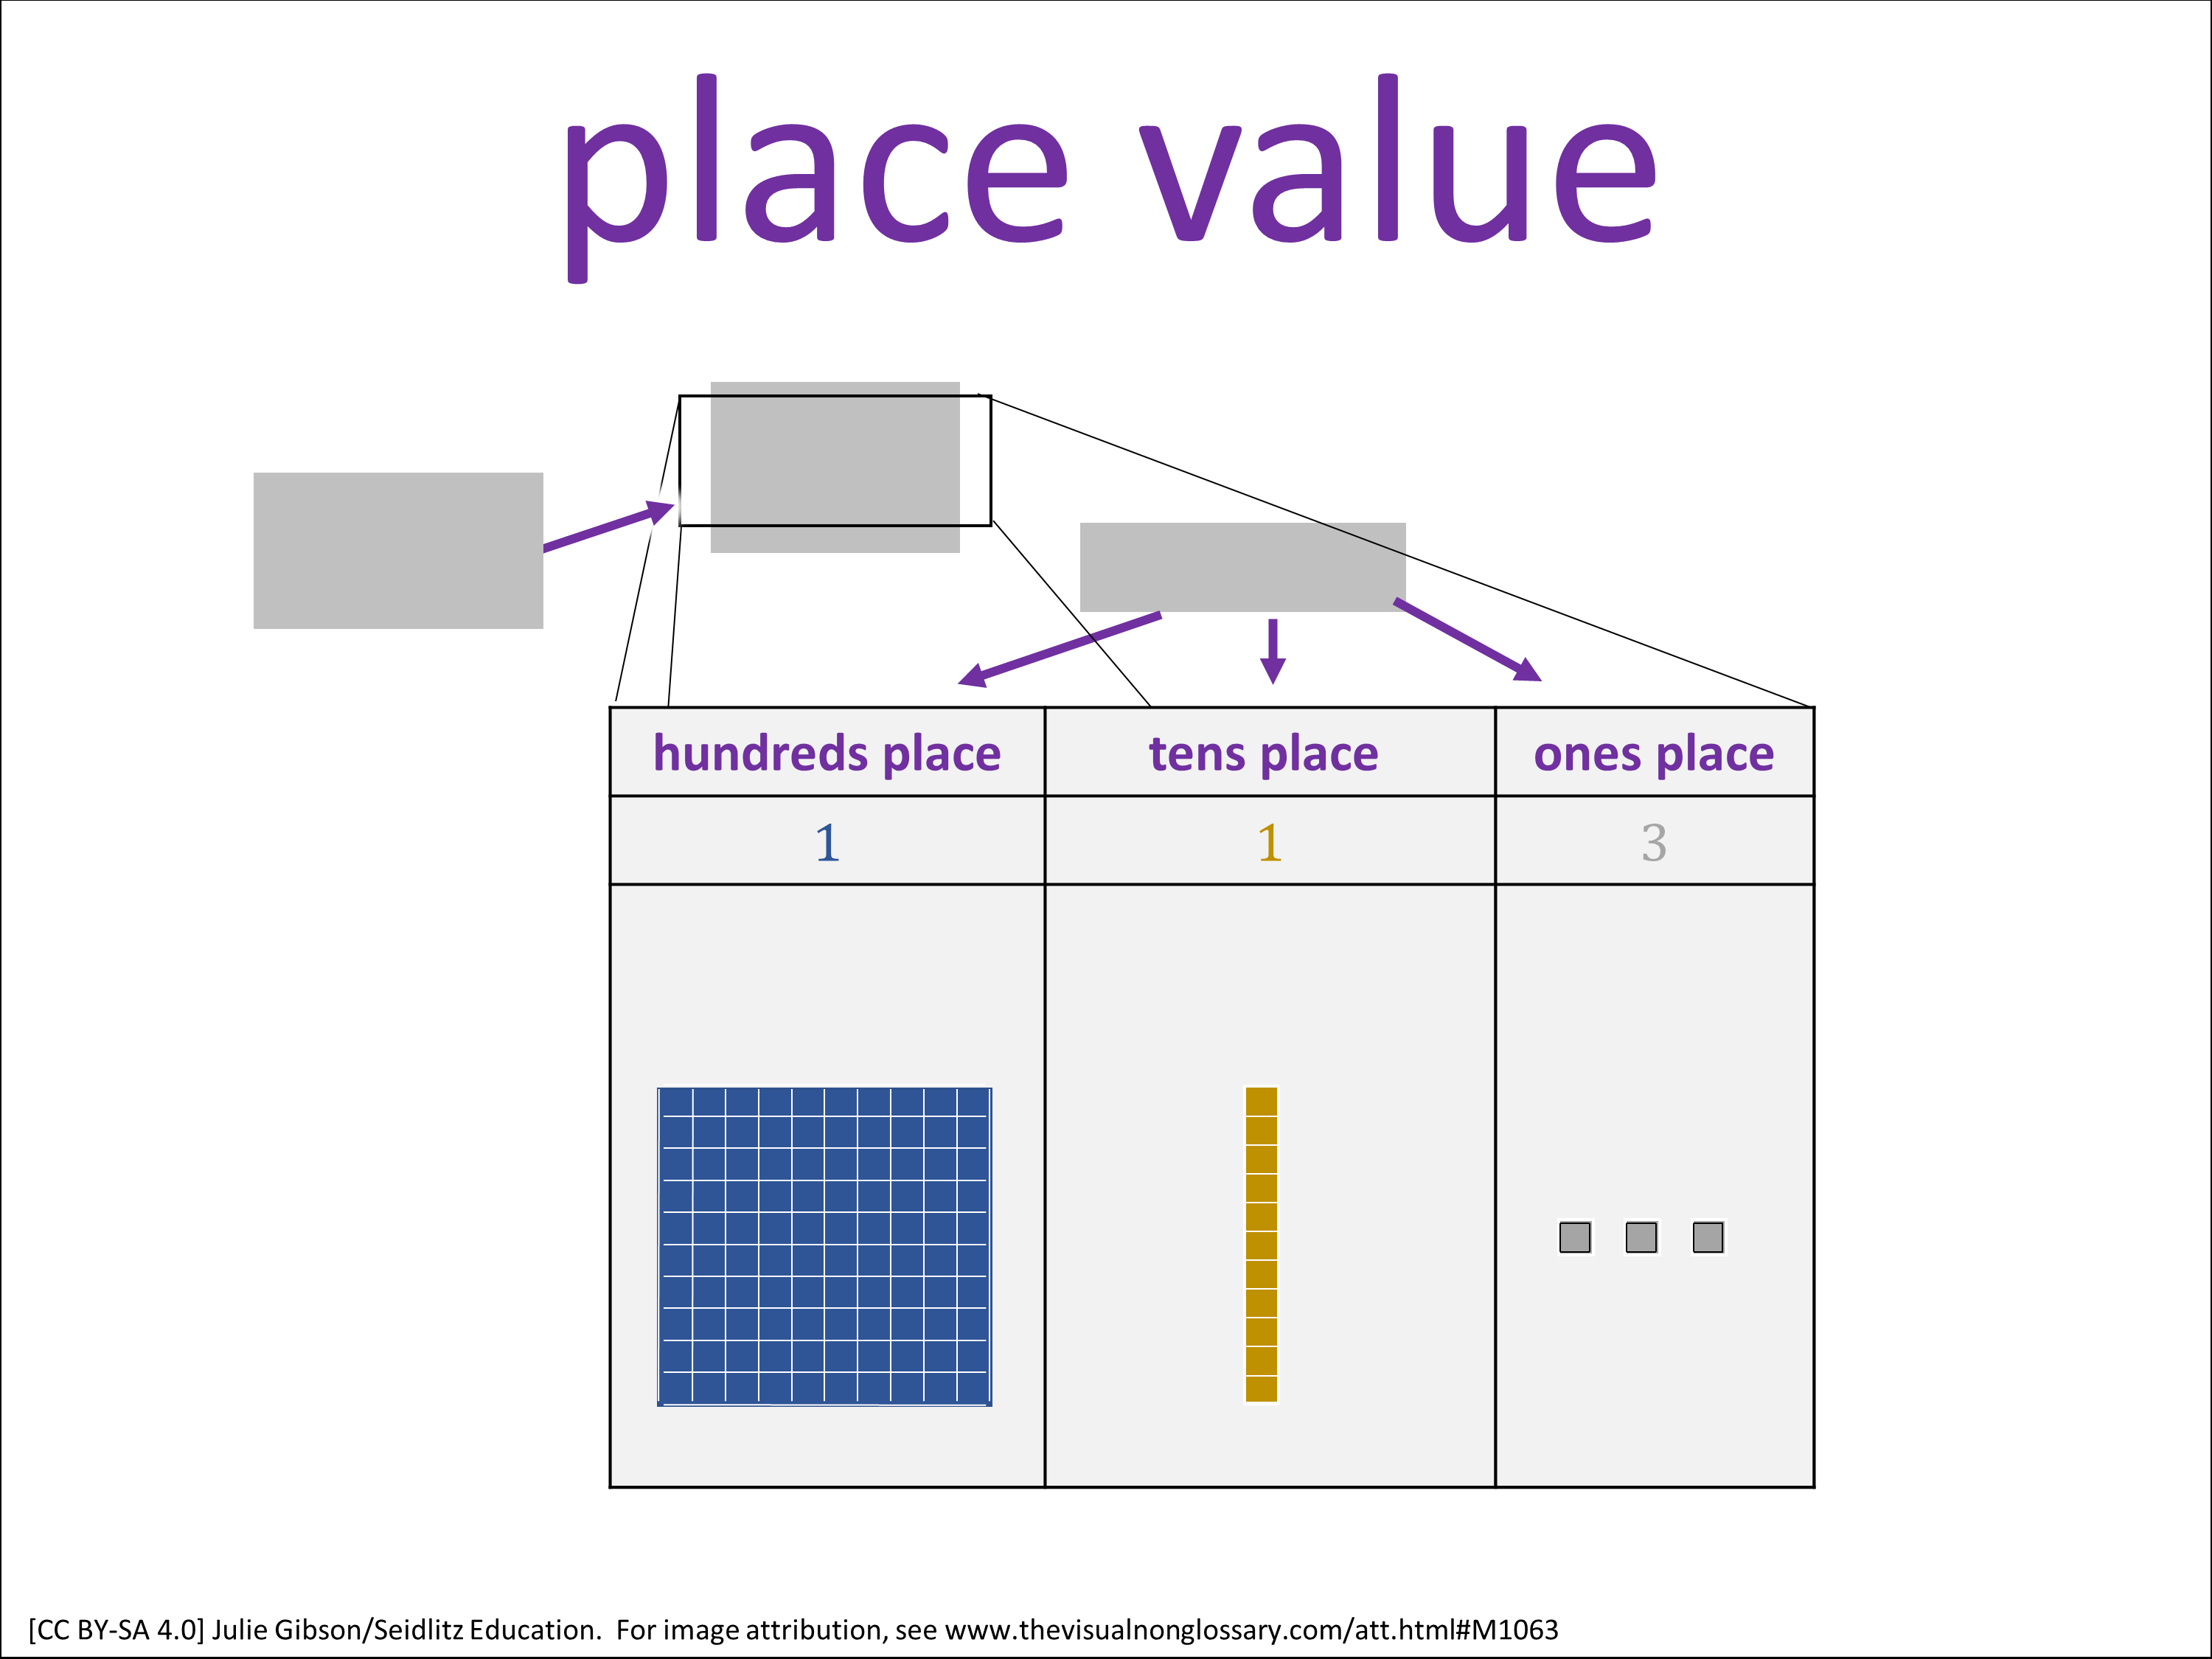 place value
hundreds place tens place ones place
1 1 3
[CC BY-SA 4.0] Julie Gibson/Seidlitz Education.  For image attribution, see www.thevisualnonglossary.com/att.html#M1063